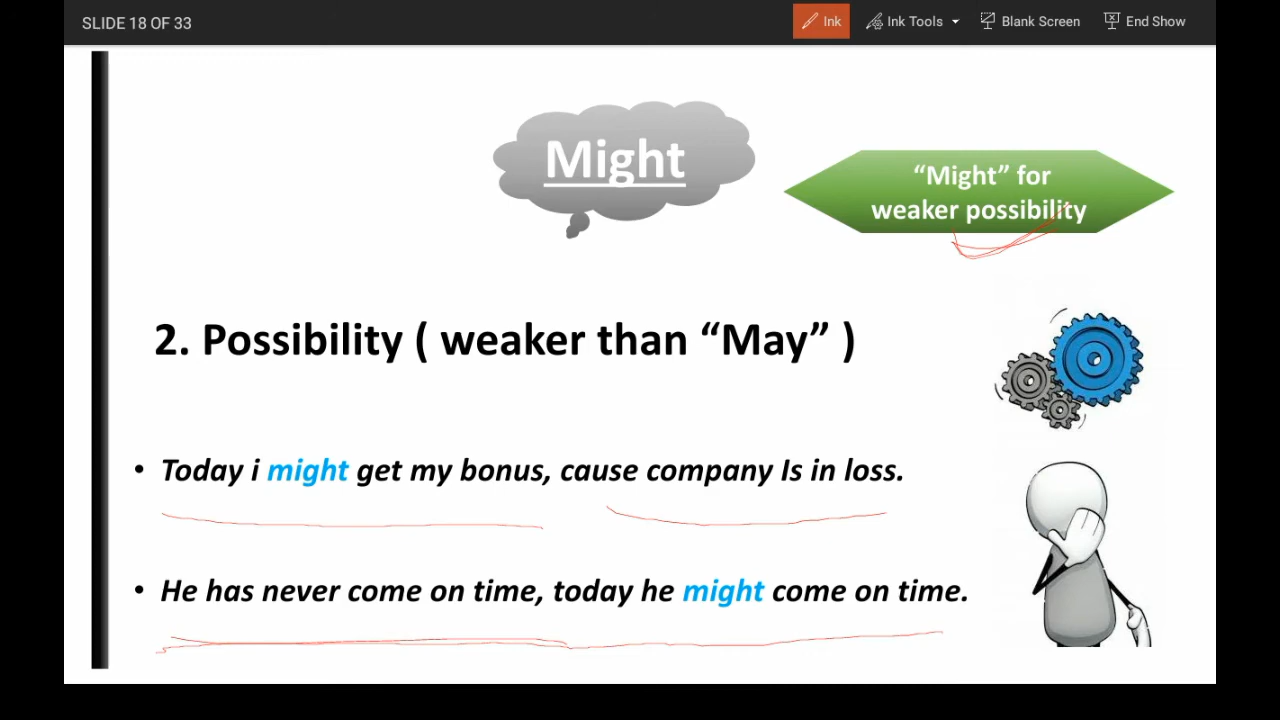 SLIDE 18 OF 33
Ink
Ink Tools
Blank Screen
End Show
Might
“Might” for
weaker possibility
2. Possibility ( weaker than “May” )
• Today i might get my bonus, cause company Is in loss.
• He has never come on time, today he might come on time.